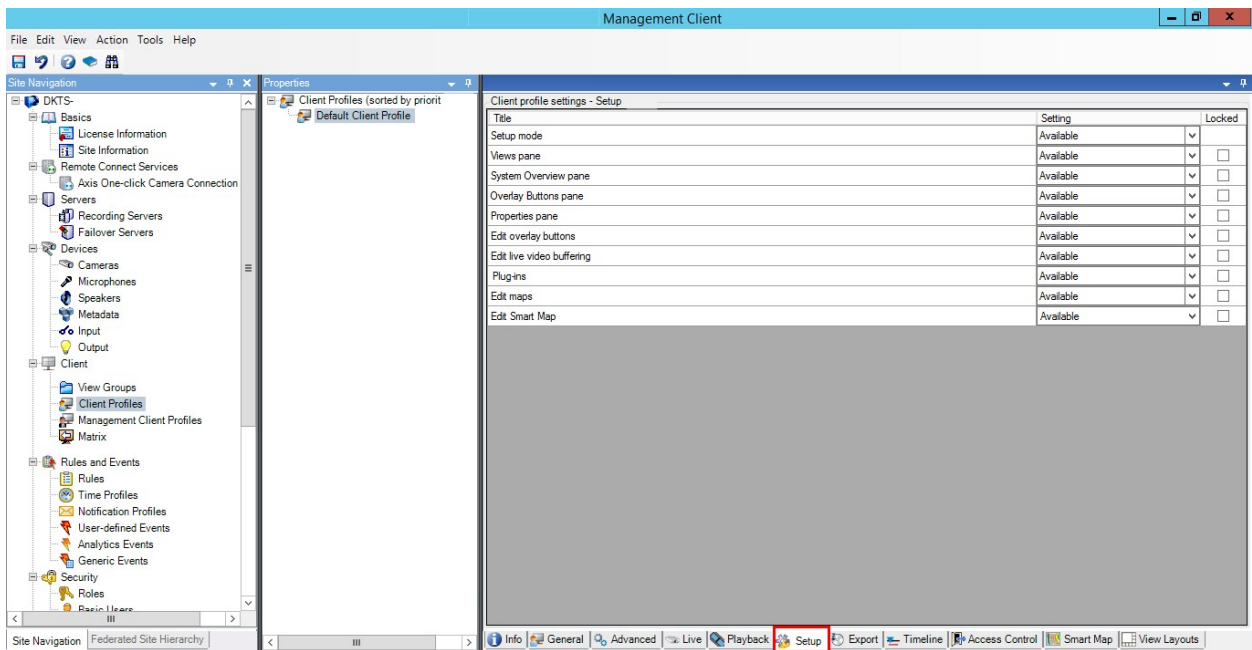 Management Client
File Edit View Action Tools Help
Site Navigation
DKTS-
Basics
License Information
Site Information
Remote Connect Services
Axis One-click Camera Connection
Servers
Recording Servers
Failover Servers
Devices
Cameras
Microphones
Speakers
Metadata
Input
Output
Client
View Groups
Client Profiles
Management Client Profiles
Matrix
Rules and Events
Rules
Time Profiles
Notification Profiles
User-defined Events
Analytics Events
Generic Events
Security
Roles
Basic Users
Site Navigation Federated Site Hierarchy
Properties
Client Profiles (sorted by priorit
Default Client Profile
Client profile settings - Setup
Title Setting Locked
Setup mode Available
Views pane Available
System Overview pane Available
Overlay Buttons pane Available
Properties pane Available
Edit overlay buttons Available
Edit live video buffering Available
Plug-ins Available
Edit maps Available
Edit Smart Map Available
Info General Advanced Live Playback Setup Export Timeline Access Control Smart Map View Layouts